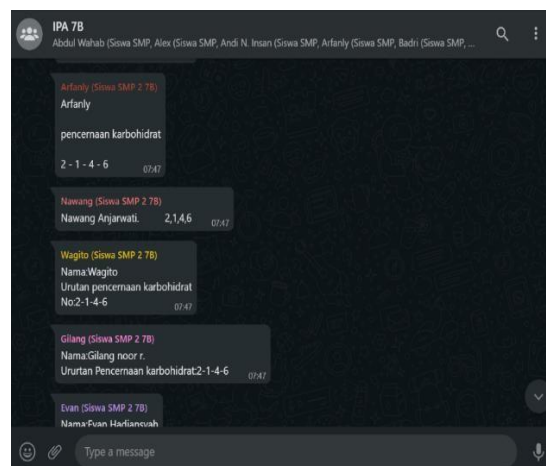 IPA 7B
Abdul Wahab (Siswa SMP, Alex (Siswa SMP, Andi N. Insan (Siswa SMP, Arfanly (Siswa SMP, Badri (Siswa SMP, ...
Arfanly (Siswa SMP 2 7B)
Arfanly
pencernaan karbohidrat
2 - 1 - 4 - 6
07.47
Nawang (Siswa SMP 2 7B)
Nawang Anjarwati. 2,1,4,6
07.47
Wagito (Siswa SMP 2 7B)
Nama:Wagito
Urutan pencernaan karbohidrat
No:2-1-4-6
07.47
Gilang (Siswa SMP 2 7B)
Nama:Gilang noor r.
Ururtan Pencernaan karbohidrat:2-1-4-6
07.47
Evan (Siswa SMP 2 7B)
Nama:Evan Hadiansyah
Type a message